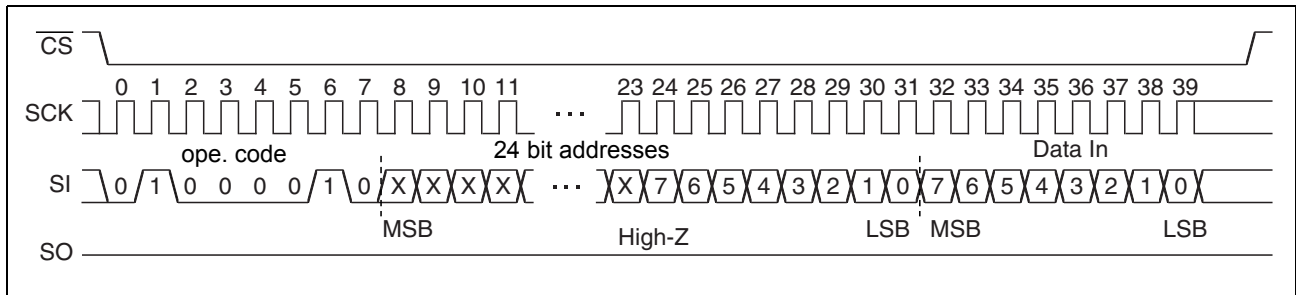 CS
0 1 2 3 4 5 6 7 8 9 10 11 23 24 25 26 27 28 29 30 31 32 33 34 35 36 37 38 39
SCK ...
ope. code 24 bit addresses Data In
SI 0 1 0 0 0 0 1 0 X X X X ... X 7 6 5 4 3 2 1 0 7 6 5 4 3 2 1 0
MSB High-Z LSB MSB LSB
SO